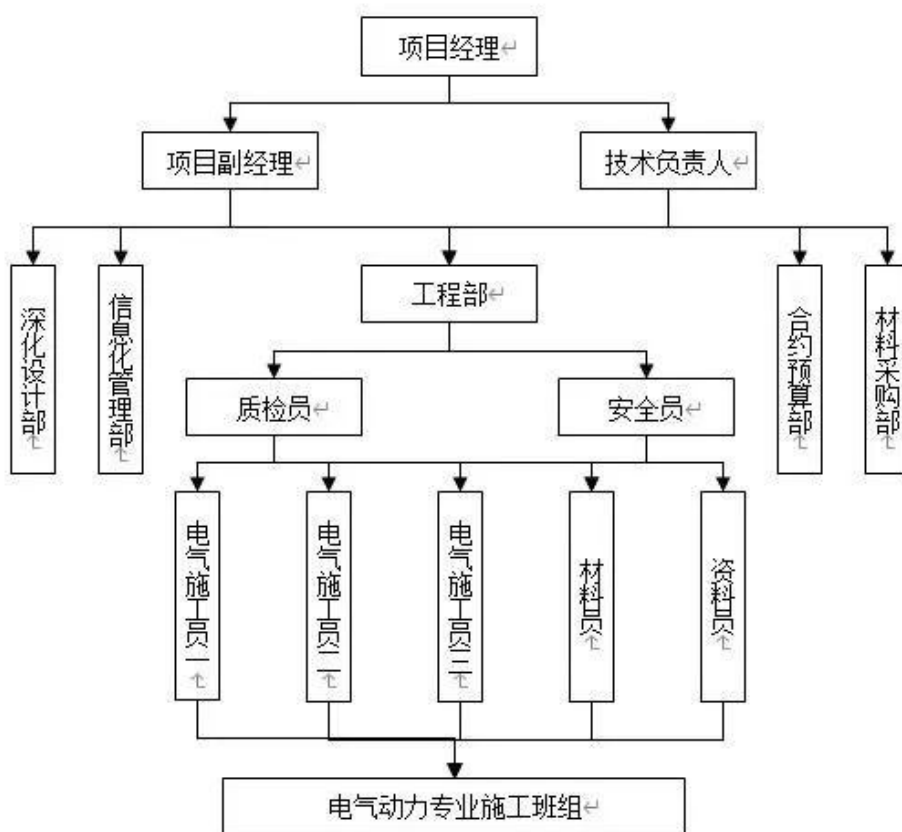 项目经理
项目副经理
技术负责人
深化设计部
信息化管理部
工程部
合约预算部
材料采购部
质检员
安全员
电气施工员一
电气施工员二
电气施工员三
材料员
资料员
电气动力专业施工班组